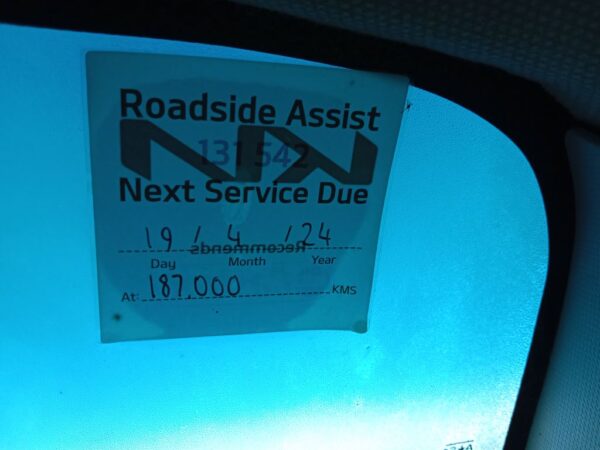 Roadside Assist
131 542
Next Service Due
19 / 4 / 24
Recommends
Day Month Year
At: 187,000 KMS